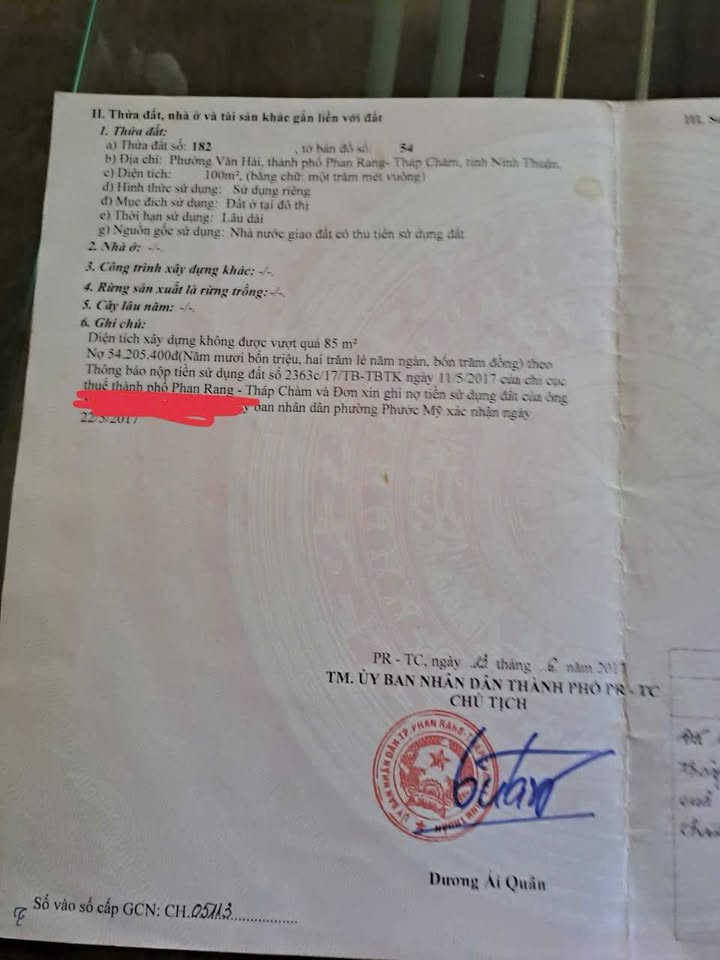 II. Thửa đất, nhà ở và tài sản khác gắn liền với đất
1. Thửa đất:
a) Thửa đất số: 182 , tờ bản đồ số: 54
b) Địa chỉ: Phường Văn Hải, thành phố Phan Rang- Tháp Chàm, tỉnh Ninh Thuận.
c) Diện tích: 100m², (bằng chữ: một trăm mét vuông)
d) Hình thức sử dụng: Sử dụng riêng
đ) Mục đích sử dụng: Đất ở tại đô thị
e) Thời hạn sử dụng: Lâu dài
g) Nguồn gốc sử dụng: Nhà nước giao đất có thu tiền sử dụng đất
2. Nhà ở: -/-.
3. Công trình xây dựng khác: -/-.
4. Rừng sản xuất là rừng trồng: -/-.
5. Cây lâu năm: -/-.
6. Ghi chú:
Diện tích xây dựng không được vượt quá 85 m²
Nợ 54.205.400đ(Năm mươi bốn triệu, hai trăm lẻ năm ngàn, bốn trăm đồng) theo
Thông báo nộp tiền sử dụng đất số 2363c/17/TB-TBTK ngày 11/5/2017 của chi cục
thuế thành phố Phan Rang - Tháp Chàm và Đơn xin ghi nợ tiền sử dụng đất của ông
ban nhân dân phường Phước Mỹ xác nhận ngày
22/5/2017
III.
PR - TC, ngày tháng 6 năm 2017
TM. ỦY BAN NHÂN DÂN THÀNH PHỐ PR - TC
CHỦ TỊCH
ỦY BAN NHÂN DÂN TP. PHAN RANG
Dương Ái Quân
Số vào sổ cấp GCN: CH.05113